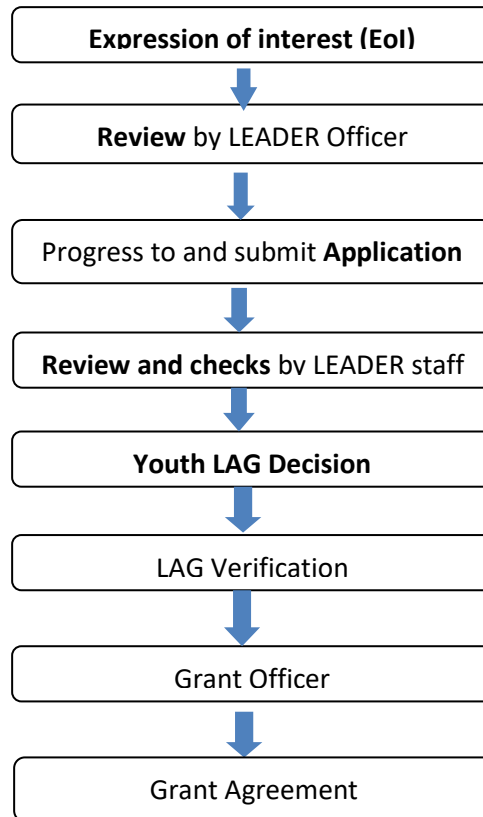 Expression of interest (EoI)
Review by LEADER Officer
Progress to and submit Application
Review and checks by LEADER staff
Youth LAG Decision
LAG Verification
Grant Officer
Grant Agreement